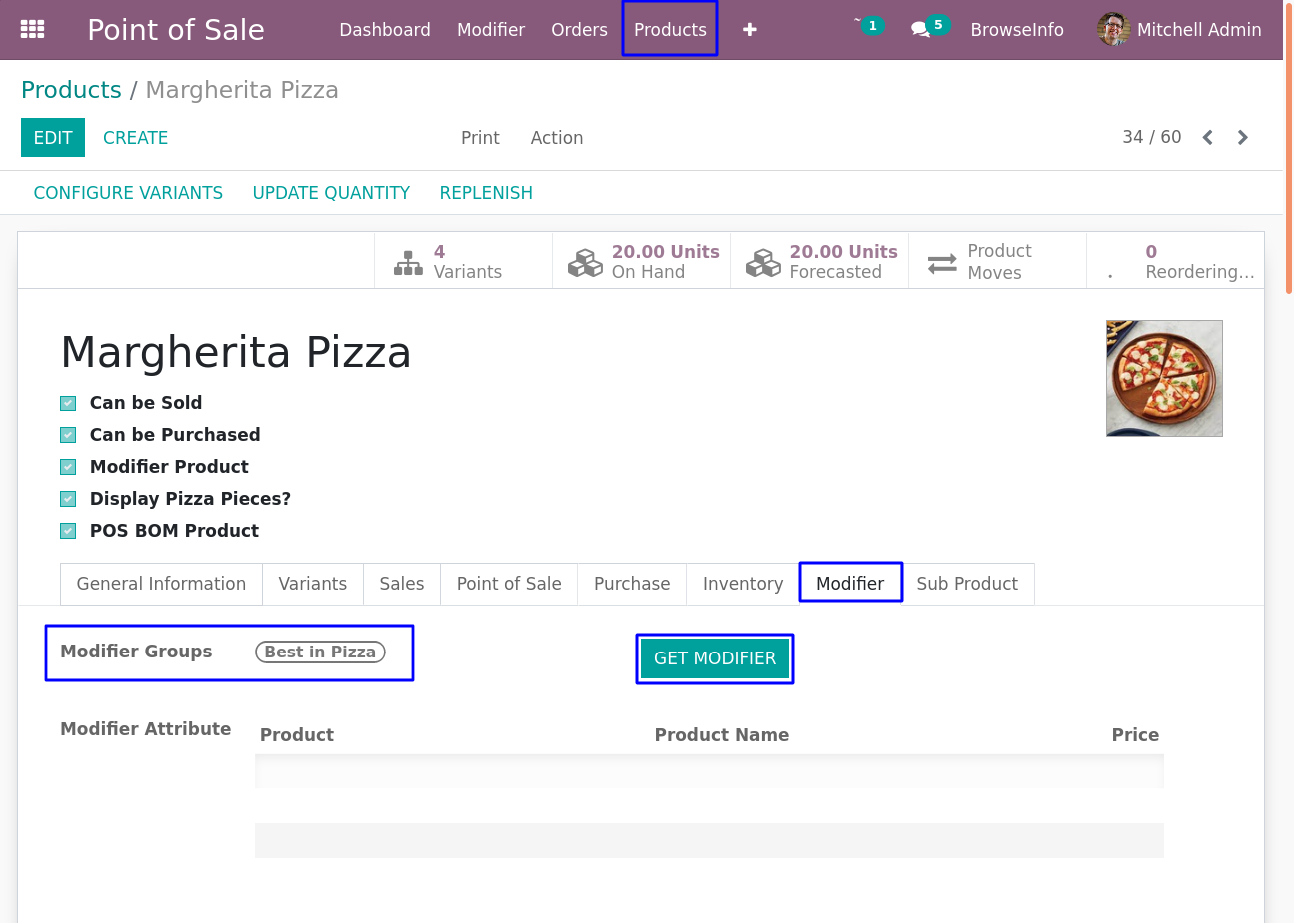 Point of Sale Dashboard Modifier Orders Products 1 5 BrowseInfo Mitchell Admin
Products / Margherita Pizza
EDIT CREATE Print Action 34 / 60
CONFIGURE VARIANTS UPDATE QUANTITY REPLENISH
4 20.00 Units 20.00 Units Product 0
Variants On Hand Forecasted Moves Reordering...
Margherita Pizza
Can be Sold
Can be Purchased
Modifier Product
Display Pizza Pieces?
POS BOM Product
General Information Variants Sales Point of Sale Purchase Inventory Modifier Sub Product
Modifier Groups Best in Pizza GET MODIFIER
Modifier Attribute Product Product Name Price